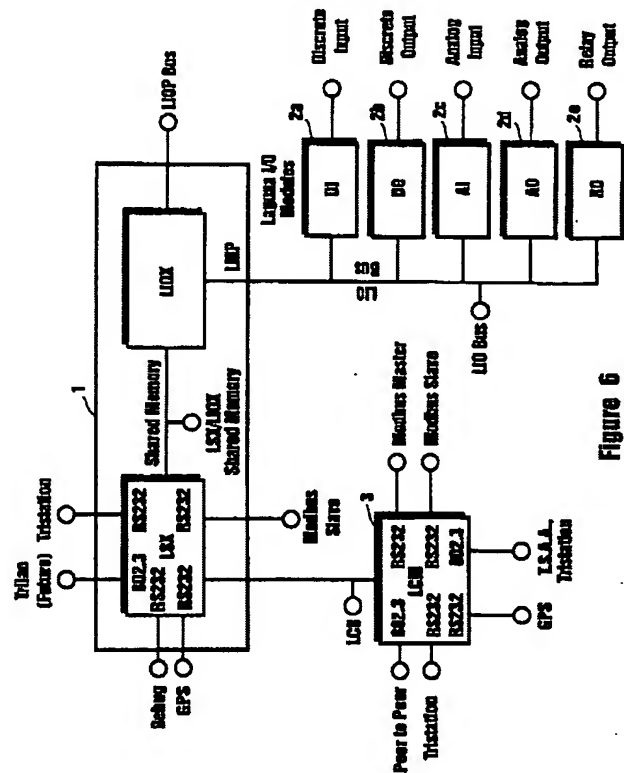 1
TriLan
(Future)
Tristation
802.3
RS232
RS232
LSX
RS232
RS232
Debug
GPS
Modbus
Slave
Shared Memory
LSX/LIOX
Shared Memory
LIOX
LIOP Bus
Laguna I/O
Modules
LIO
BUS
LIO Bus
2a
DI
Discrete
Input
2b
DO
Discrete
Output
2c
AI
Analog
Input
2d
AO
Analog
Output
2e
RO
Relay
Output
LCB
3
802.3
RS232
LCM
RS232
RS232
RS232
802.3
Peer to Peer
Tristation
GPS
T.S.A.A.,
Tristation
Modbus Master
Modbus Slave
Figure 6